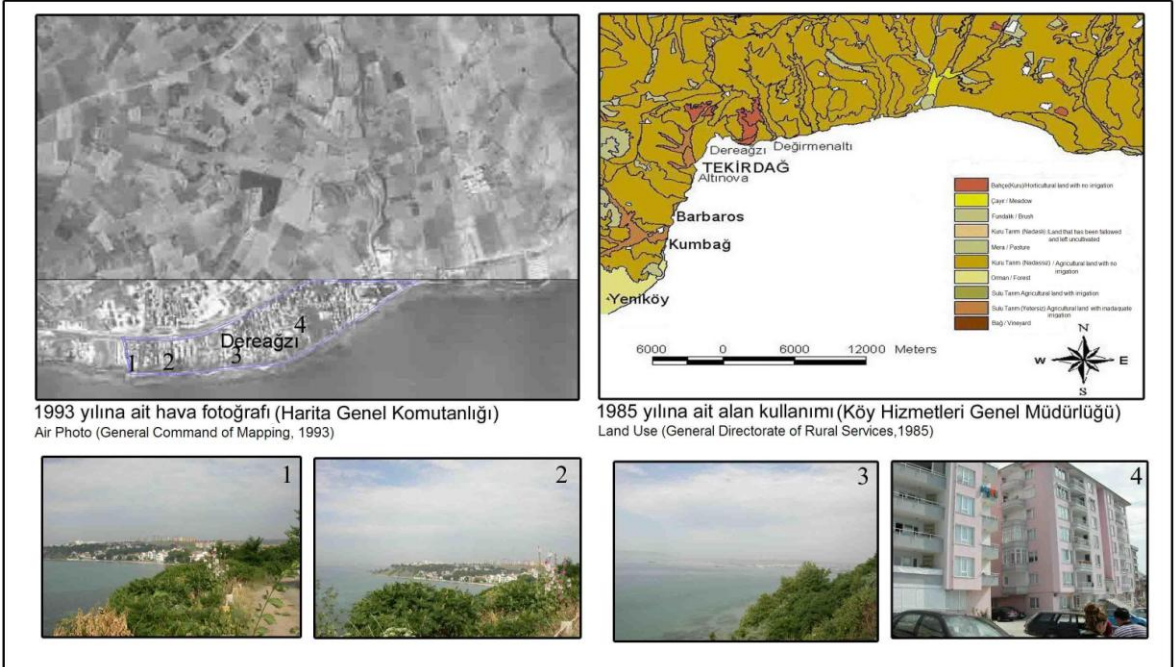 1
2
3
4
Dereağzı
1993 yılına ait hava fotoğrafı (Harita Genel Komutanlığı)
Air Photo (General Command of Mapping, 1993)
Dereağzı
Değirmenaltı
TEKİRDAĞ
Altınova
Barbaros
Kumbağ
Yeniköy
Bahçe(Kuru)/Horticultural land with no irrigation
Çayır / Meadow
Fundalık / Brush
Kuru Tarım (Nadaslı) /Land that has been fallowed
and left uncultivated
Mera / Pasture
Kuru Tarım (Nadassız) / Agricultural land with no
irrigation
Orman / Forest
Sulu Tarım Agricultural land with irrigation
Sulu Tarım (Yetersiz) Agricultural land with inadequate
irrigation
Bağ / Vineyard
6000 0 6000 12000 Meters
N
W E
S
1985 yılına ait alan kullanımı (Köy Hizmetleri Genel Müdürlüğü)
Land Use (General Directorate of Rural Services,1985)
1
2
3
4